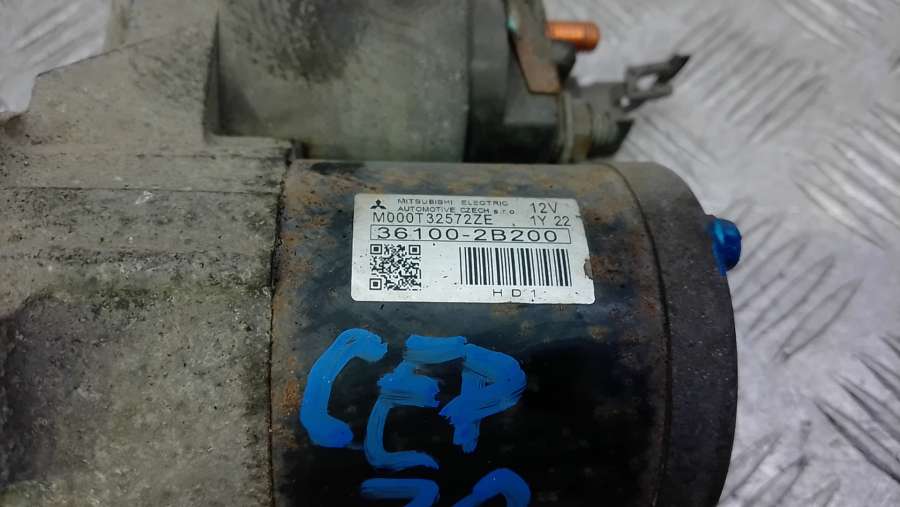 MITSUBISHI ELECTRIC
AUTOMOTIVE CZECH s.r.o 12V
M000T32572ZE 1Y 22
36100-2B200
HD1